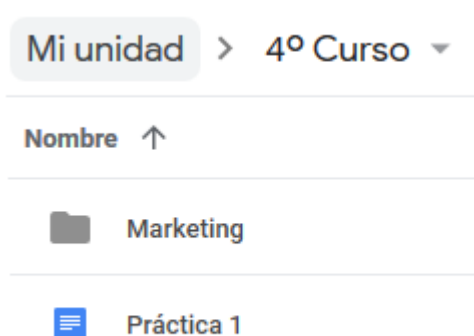 Mi unidad > 4º Curso
Nombre ↑
Marketing
Práctica 1